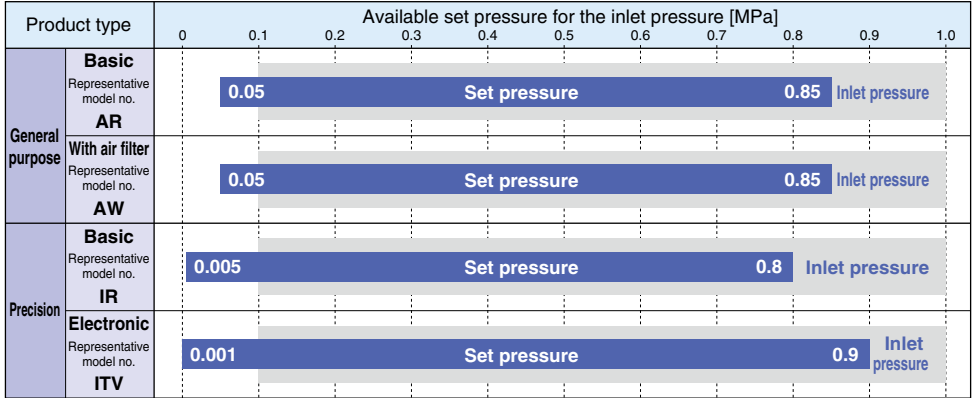 Product type
Available set pressure for the inlet pressure [MPa]
0 0.1 0.2 0.3 0.4 0.5 0.6 0.7 0.8 0.9 1.0
General
purpose
Basic
Representative
model no.
AR
0.05 Set pressure 0.85 Inlet pressure
With air filter
Representative
model no.
AW
0.05 Set pressure 0.85 Inlet pressure
Precision
Basic
Representative
model no.
IR
0.005 Set pressure 0.8 Inlet pressure
Electronic
Representative
model no.
ITV
0.001 Set pressure 0.9 Inlet
pressure